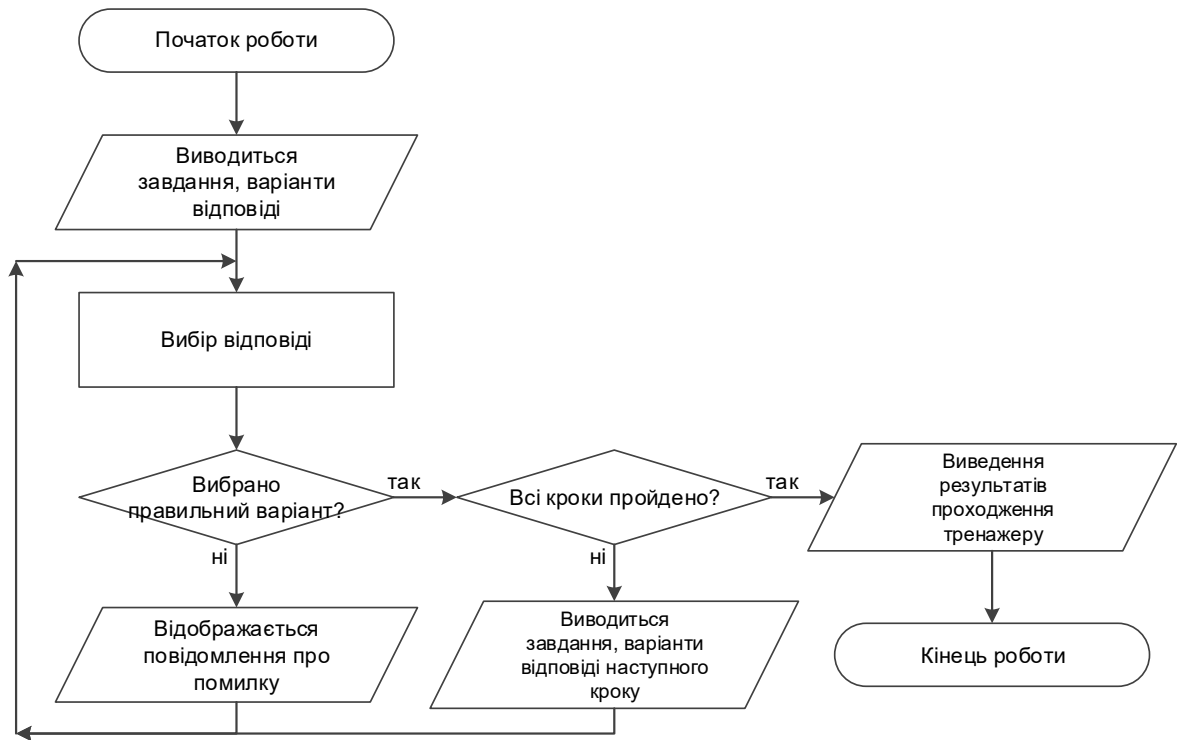 Початок роботи
Виводиться
завдання, варіанти
відповіді
Вибір відповіді
Вибрано
правильний варіант?
так
Всі кроки пройдено?
так
Виведення
результатів
проходження
тренажеру
ні
ні
Відображається
повідомлення про
помилку
Виводиться
завдання, варіанти
відповіді наступного
кроку
Кінець роботи